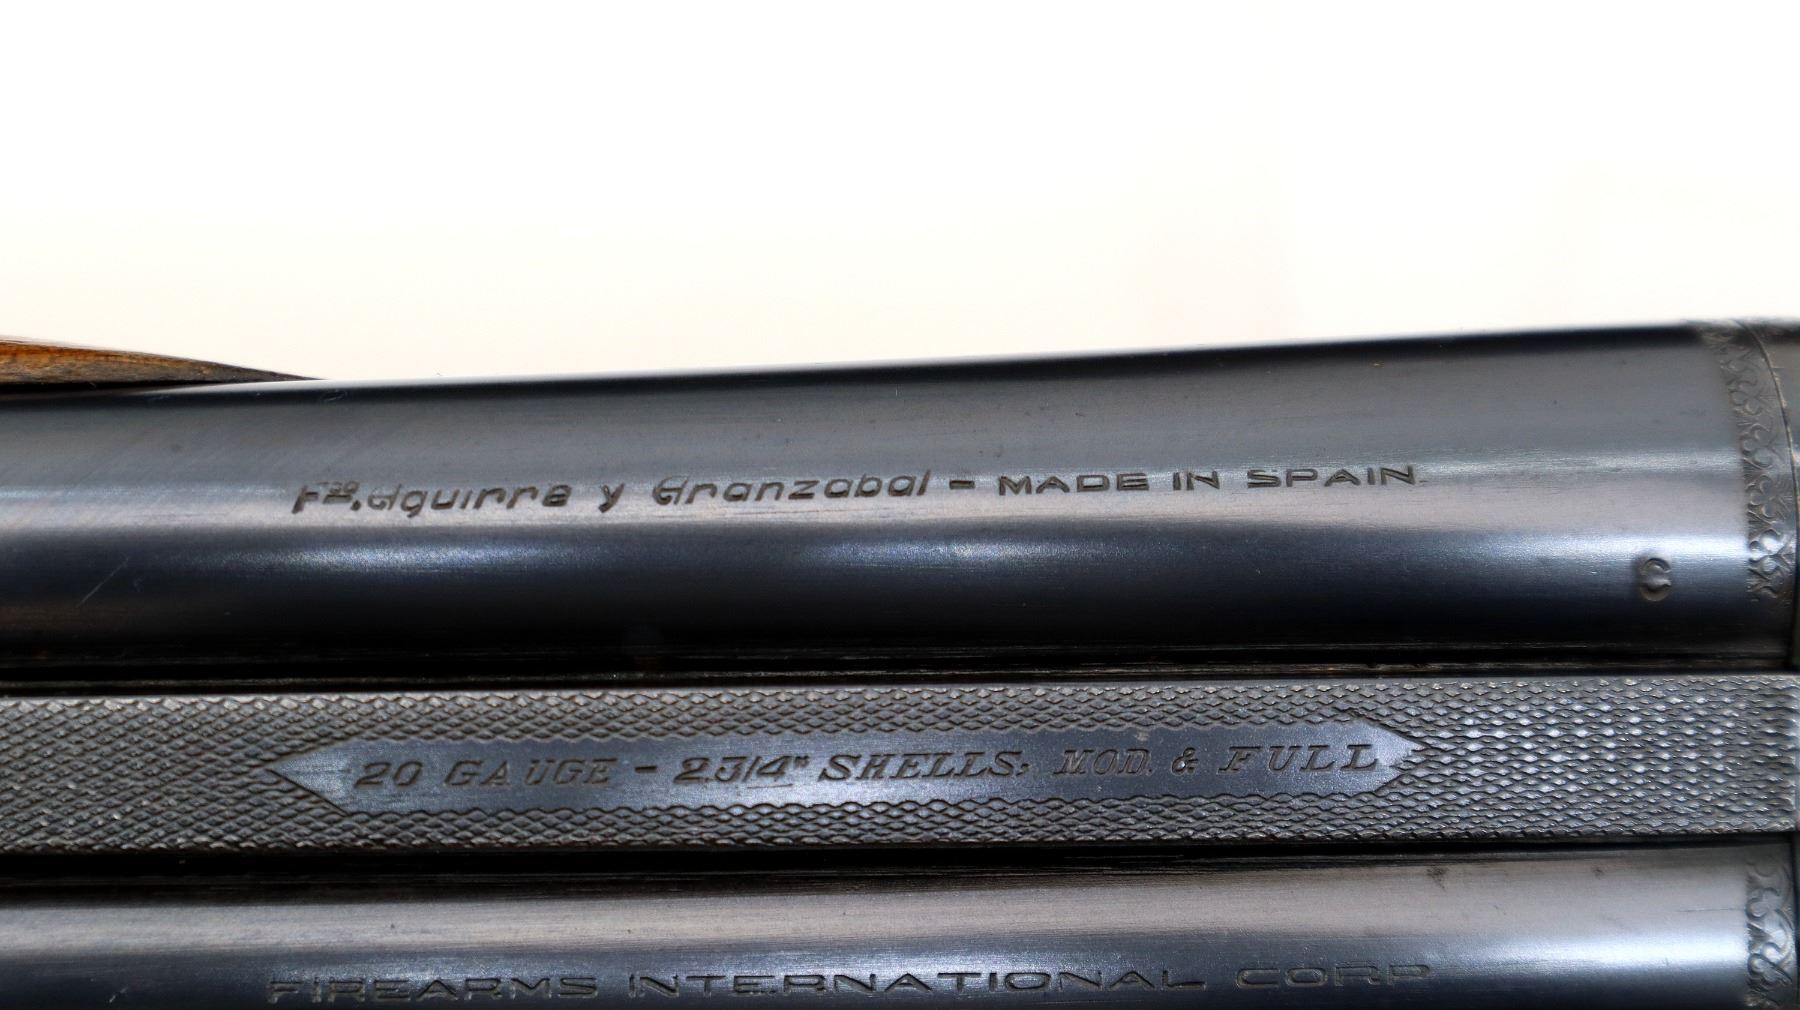 Fco. Aguirre y Aranzabal - MADE IN SPAIN
C
20 GAUGE - 2 3/4" SHELLS, MOD. & FULL
FIREARMS INTERNATIONAL CORP